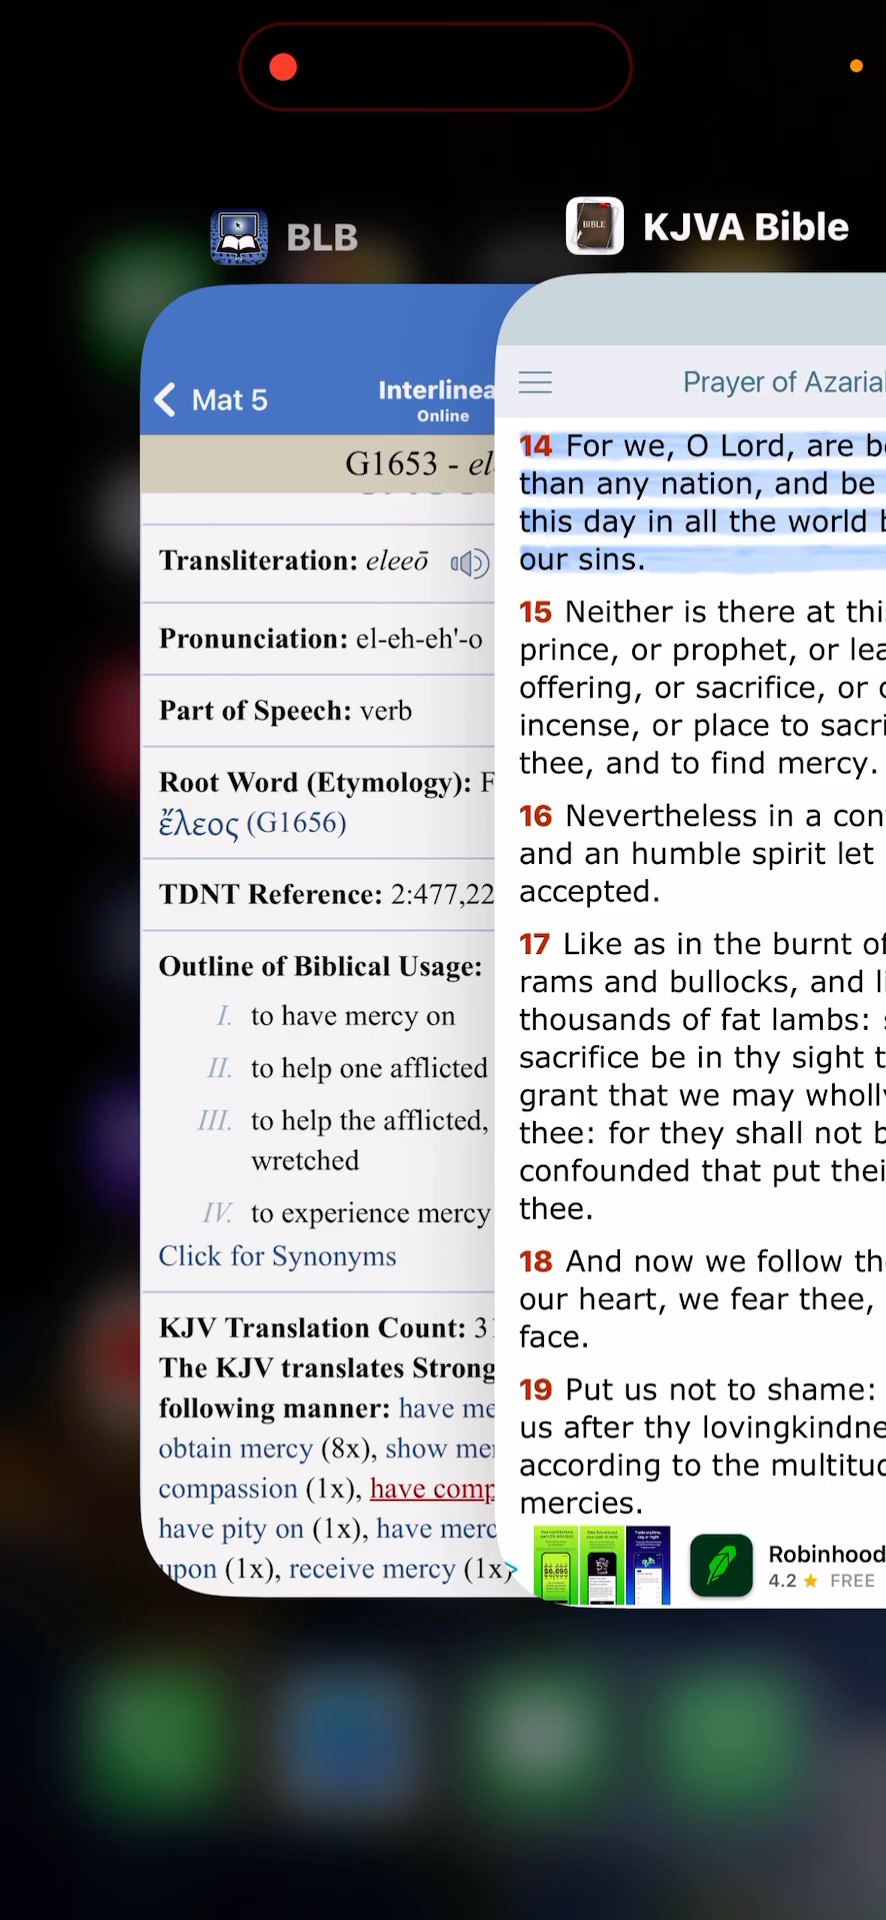 BLB
KJVA Bible
Mat 5
Interlinea
Online
G1653 - el
Transliteration: eleeō
Pronunciation: el-eh-eh'-o
Part of Speech: verb
Root Word (Etymology): F
ἔλεος (G1656)
TDNT Reference: 2:477,22
Outline of Biblical Usage:
I. to have mercy on
II. to help one afflicted
III. to help the afflicted,
wretched
IV. to experience mercy
Click for Synonyms
KJV Translation Count: 3
The KJV translates Strong
following manner: have me
obtain mercy (8x), show me
compassion (1x), have comp
have pity on (1x), have merc
upon (1x), receive mercy (1x)
Prayer of Azaria
14 For we, O Lord, are be
than any nation, and be
this day in all the world b
our sins.
15 Neither is there at thi
prince, or prophet, or lea
offering, or sacrifice, or o
incense, or place to sacri
thee, and to find mercy.
16 Nevertheless in a con
and an humble spirit let
accepted.
17 Like as in the burnt of
rams and bullocks, and li
thousands of fat lambs: s
sacrifice be in thy sight t
grant that we may wholly
thee: for they shall not b
confounded that put thei
thee.
18 And now we follow the
our heart, we fear thee,
face.
19 Put us not to shame:
us after thy lovingkindne
according to the multitud
mercies.
Robinhood
4.2 ★ FREE